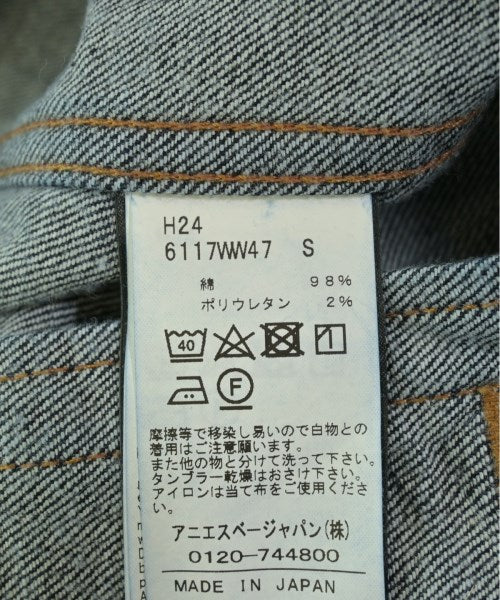 H24
6117WW47 S
綿 98%
ポリウレタン 2%
40
F
摩擦等で移染し易いので白物との
着用はご注意願います。
また他の物と分けて洗って下さい。
タンブラー乾燥はおさけ下さい。
アイロンは当て布をご使用くださ
い。
アニエスベージャパン(株)
0120-744800
MADE IN JAPAN